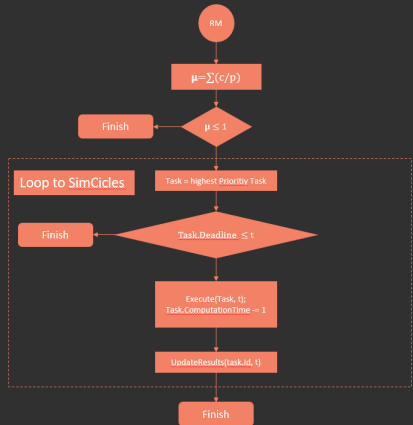 RM
μ=∑(c/p)
μ ≤ 1
Finish
Loop to SimCicles
Task = highest Prioritiy Task
Task.Deadline ≤ t
Finish
Execute(Task, t);
Task.ComputationTime -= 1
UpdateResults(task.Id, t)
Finish